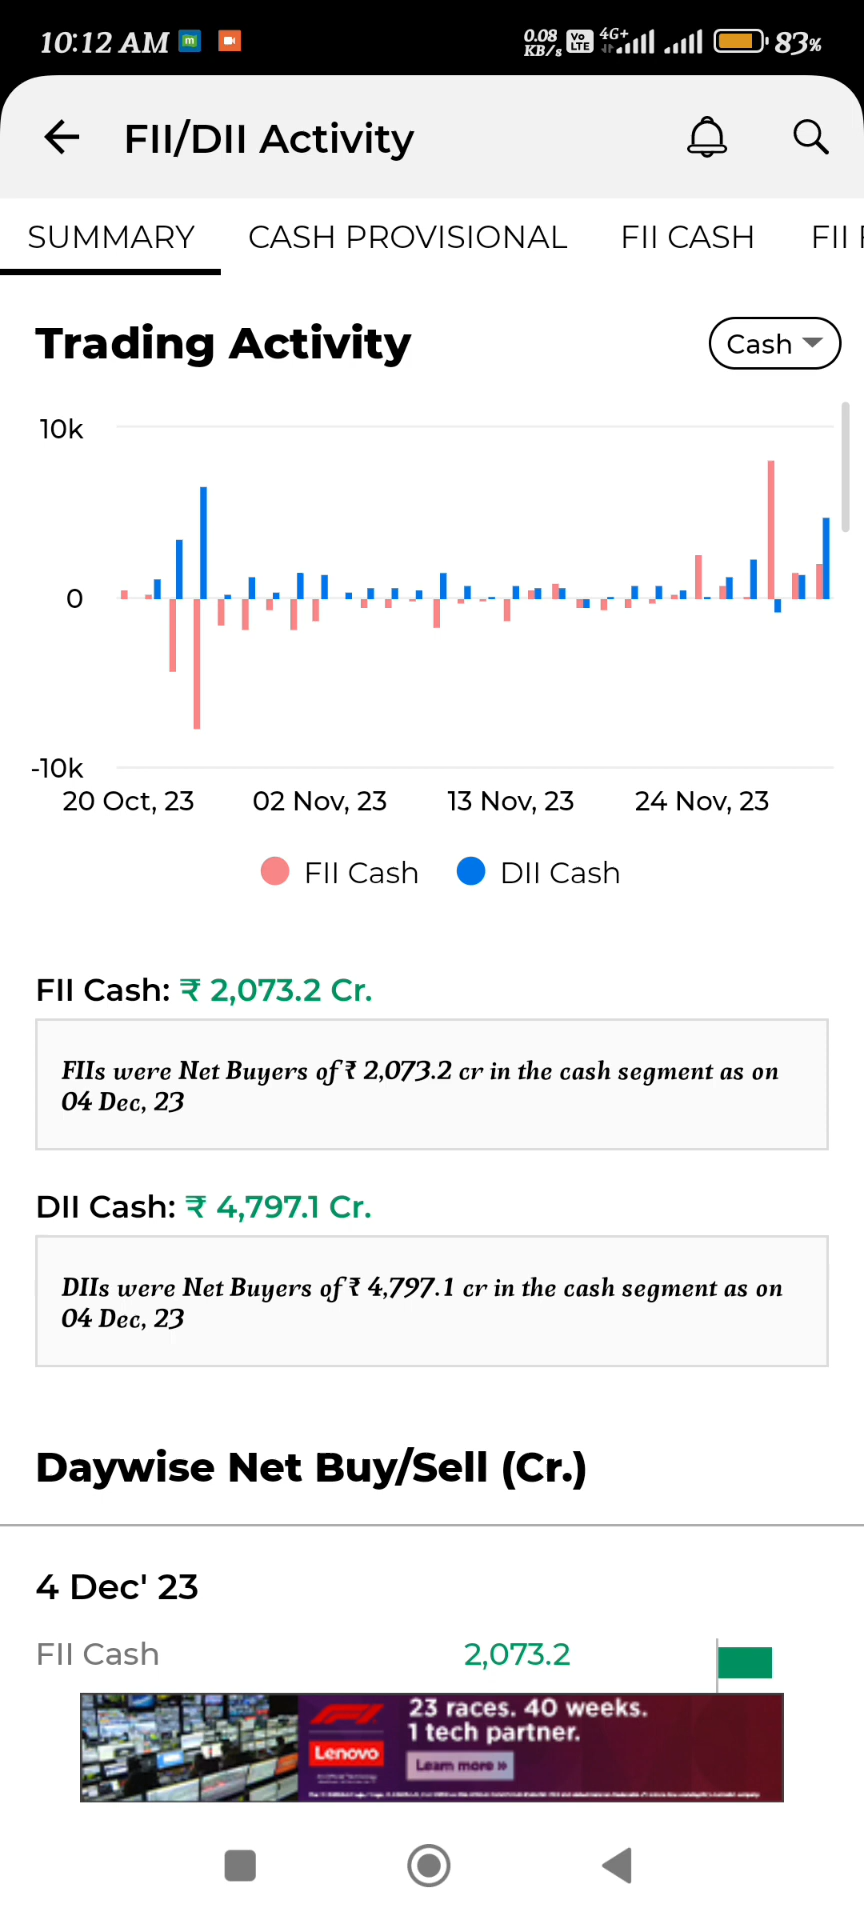 10:12 AM
0.08 KB/s Vo LTE 4G+ 83%
FII/DII Activity
SUMMARY CASH PROVISIONAL FII CASH FII
Trading Activity
Cash
10k
0
-10k
20 Oct, 23 02 Nov, 23 13 Nov, 23 24 Nov, 23
FII Cash DII Cash
FII Cash: ₹ 2,073.2 Cr.
FIIs were Net Buyers of ₹ 2,073.2 cr in the cash segment as on
04 Dec, 23
DII Cash: ₹ 4,797.1 Cr.
DIIs were Net Buyers of ₹ 4,797.1 cr in the cash segment as on
04 Dec, 23
Daywise Net Buy/Sell (Cr.)
4 Dec' 23
FII Cash 2,073.2
F1
Lenovo
23 races. 40 weeks.
1 tech partner.
Learn more »